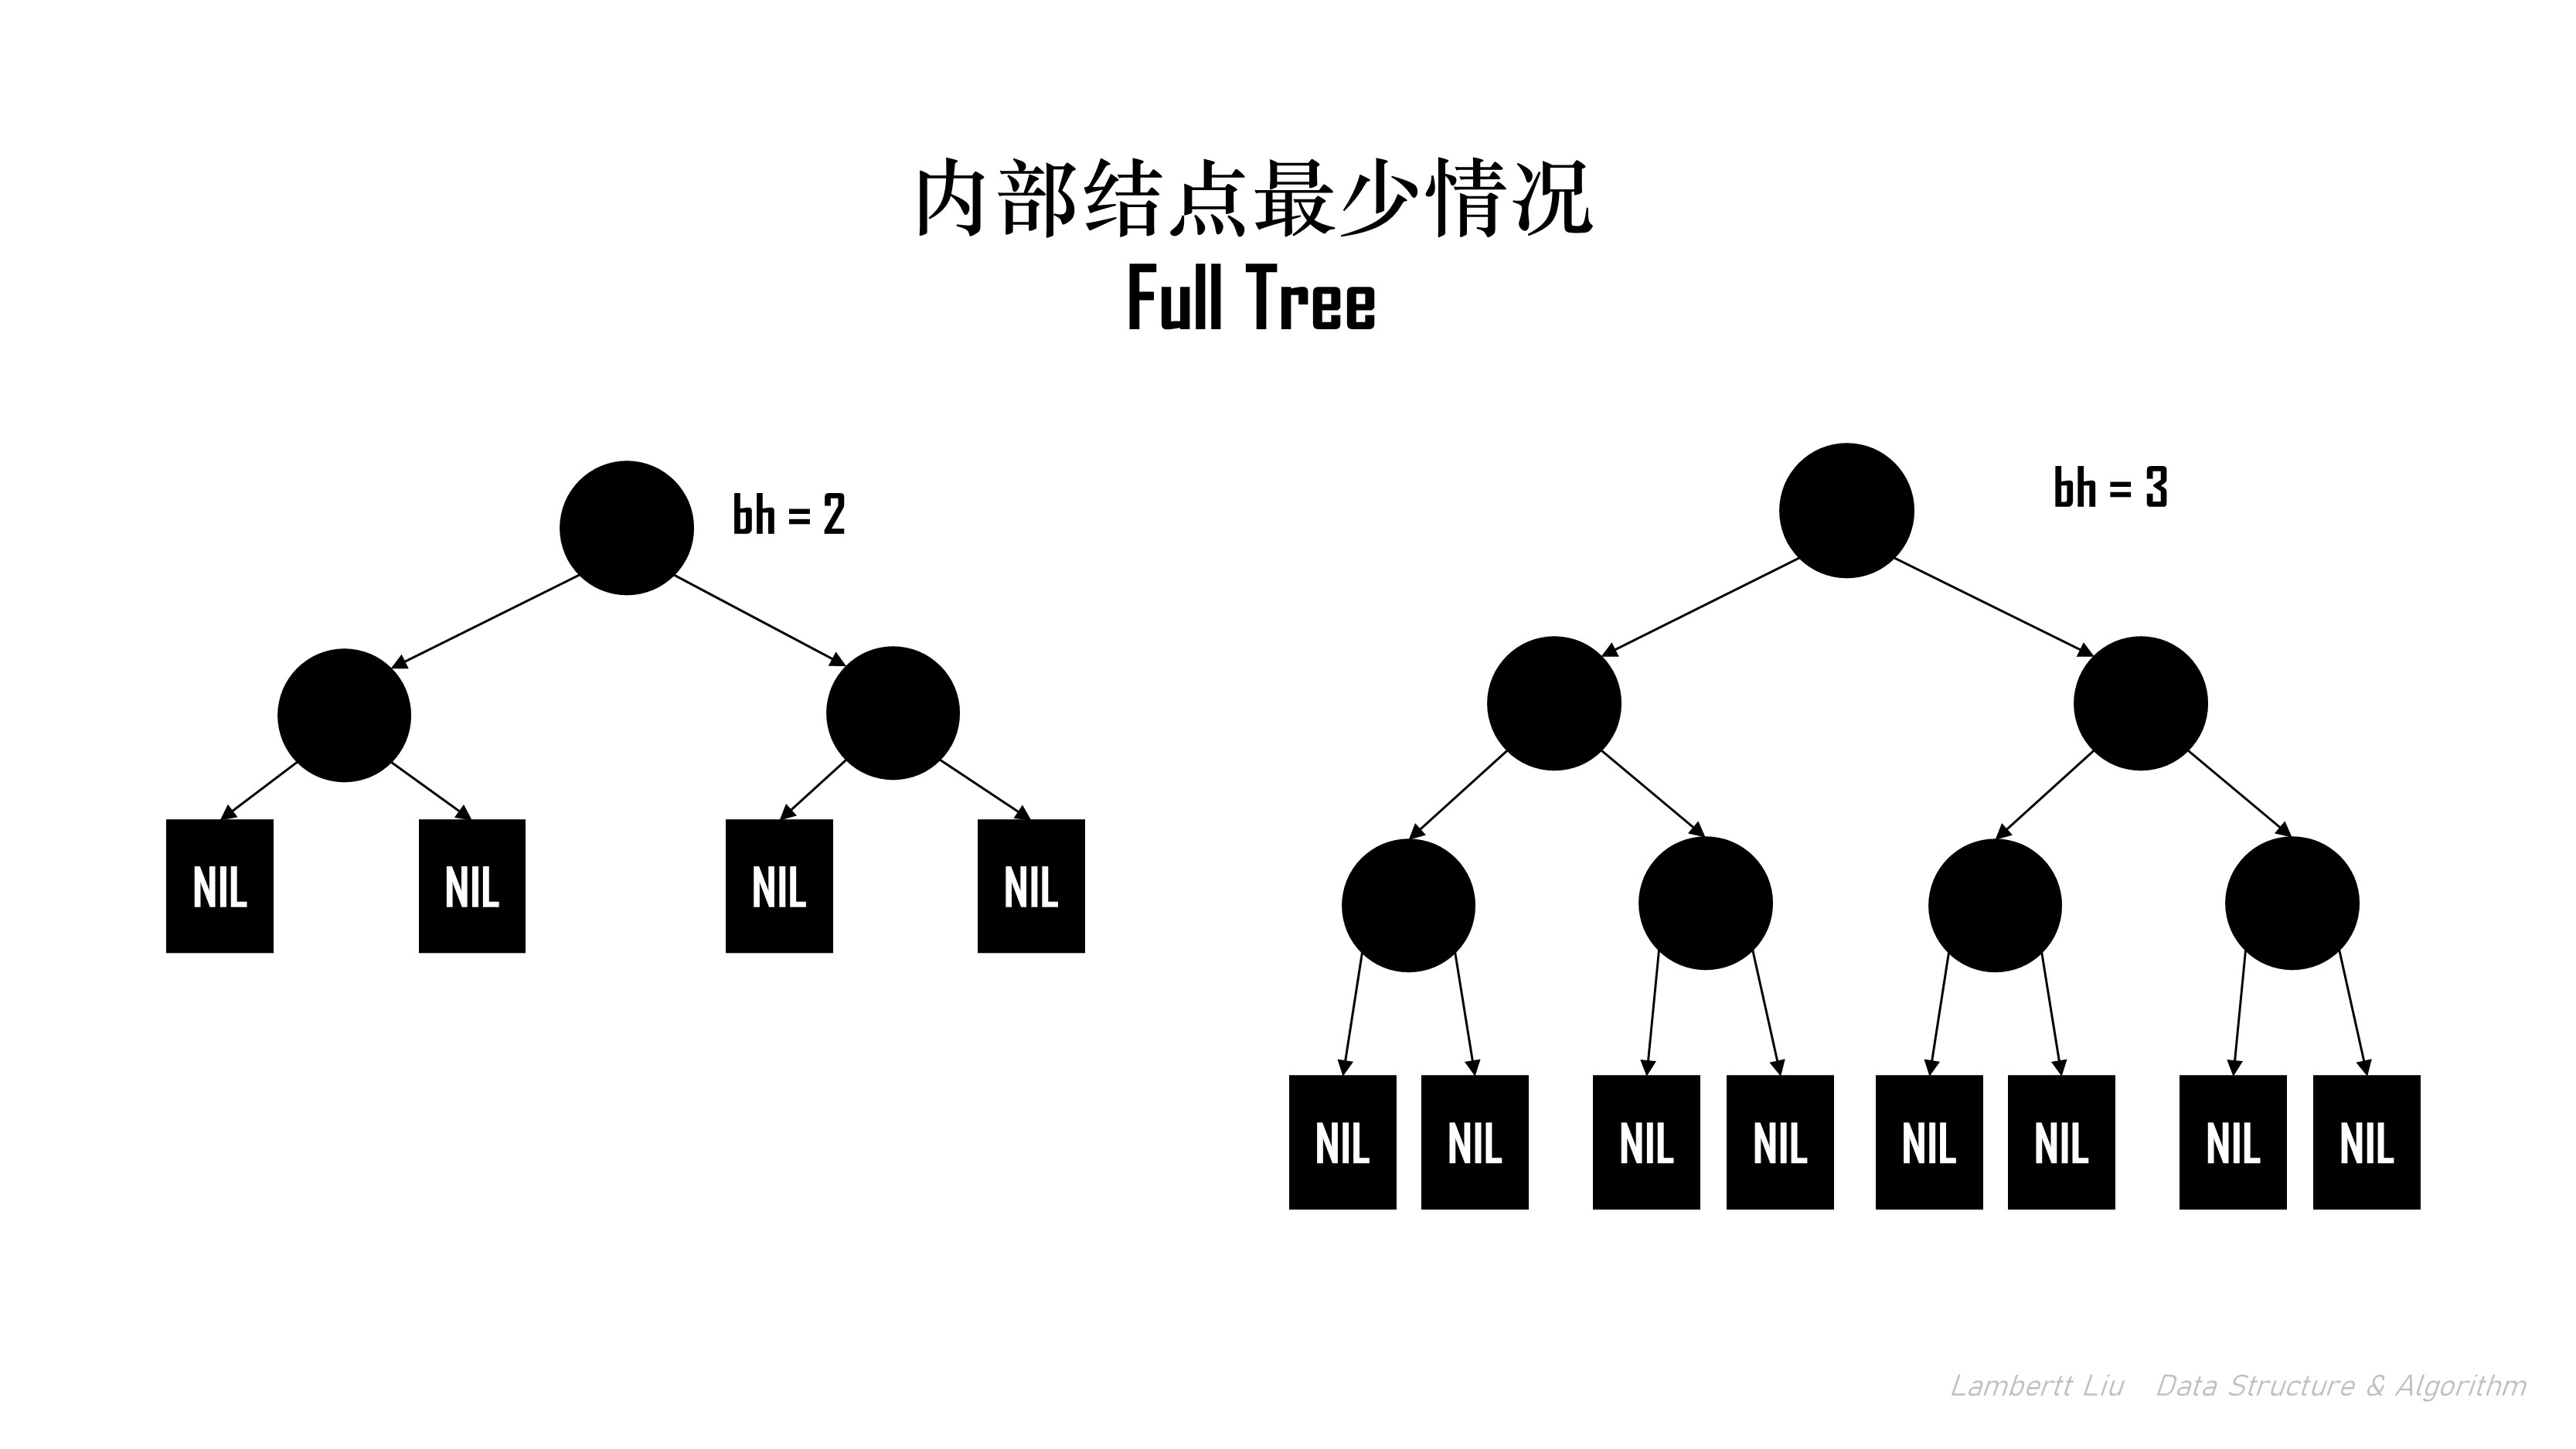 内部结点最少情况
Full Tree
bh = 2
bh = 3
NIL NIL NIL NIL
NIL NIL NIL NIL NIL NIL NIL NIL
Lambertt Liu Data Structure & Algorithm